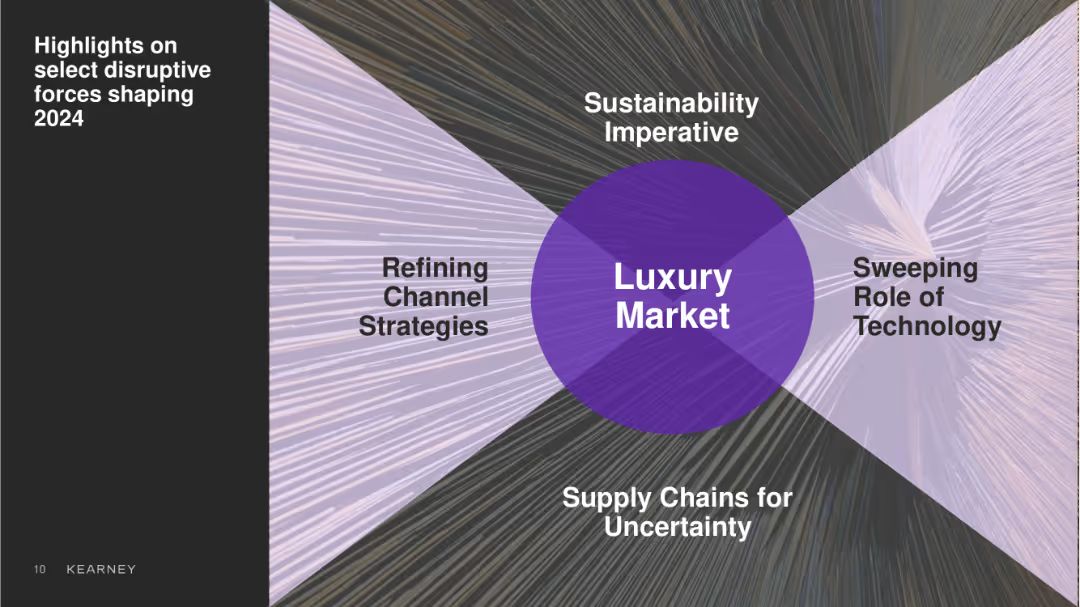 Highlights on
select disruptive
forces shaping
2024
Sustainability
Imperative
Refining
Channel
Strategies
Luxury
Market
Sweeping
Role of
Technology
Supply Chains for
Uncertainty
10 KEARNEY